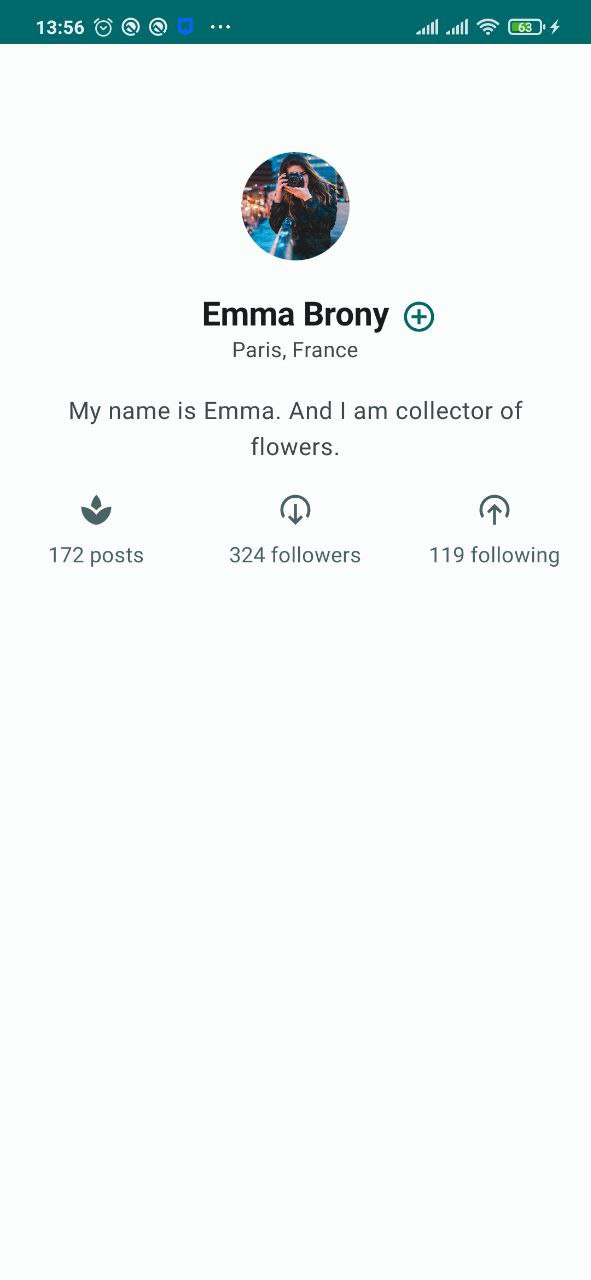 13:56 63
Emma Brony
Paris, France
My name is Emma. And I am collector of
flowers.
172 posts 324 followers 119 following